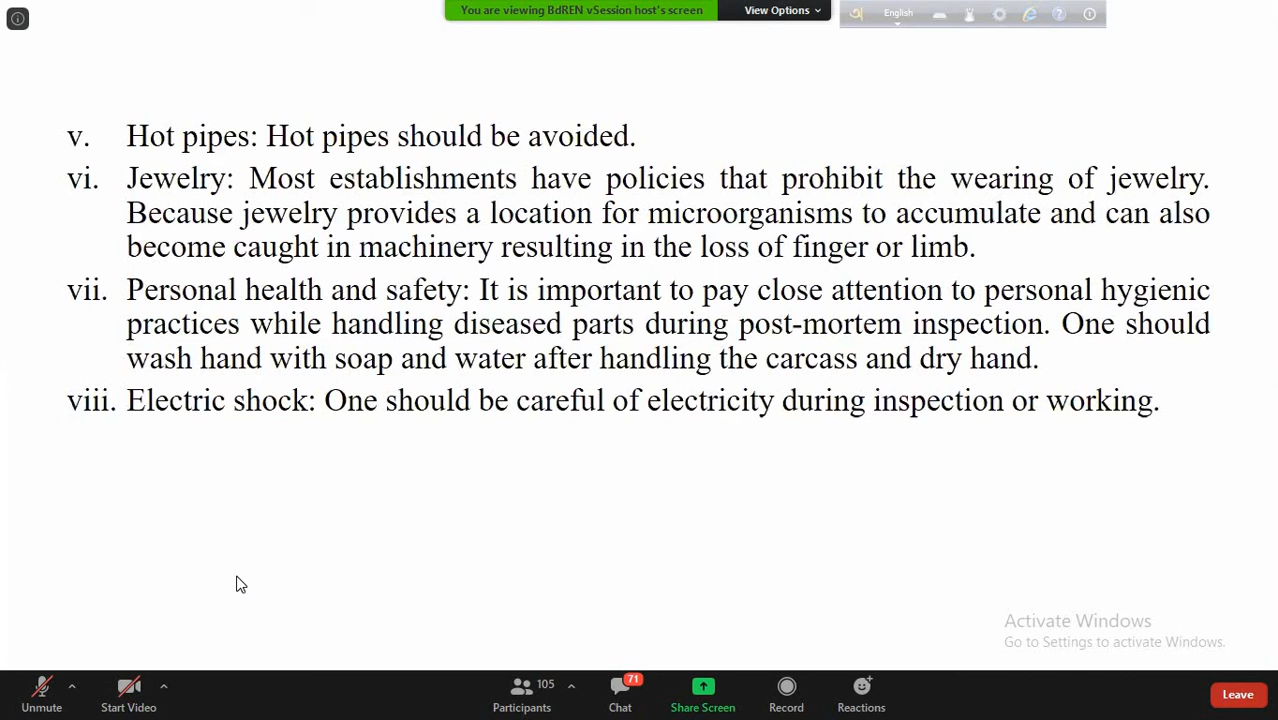 You are viewing BdREN vSession host's screen View Options English
v. Hot pipes: Hot pipes should be avoided.
vi. Jewelry: Most establishments have policies that prohibit the wearing of jewelry.
Because jewelry provides a location for microorganisms to accumulate and can also
become caught in machinery resulting in the loss of finger or limb.
vii. Personal health and safety: It is important to pay close attention to personal hygienic
practices while handling diseased parts during post-mortem inspection. One should
wash hand with soap and water after handling the carcass and dry hand.
viii. Electric shock: One should be careful of electricity during inspection or working.
Activate Windows
Go to Settings to activate Windows.
105 71
Unmute Start Video Participants Chat Share Screen Record Reactions Leave